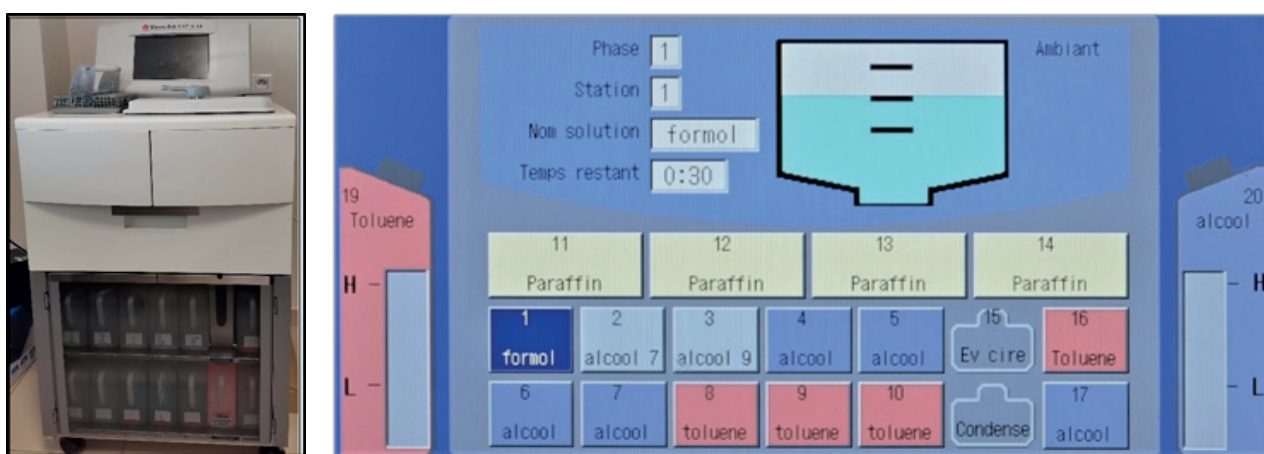 Phase 1
Station 1
Nom solution formol
Temps restant 0:30
Ambiant
19
Toluene
H
L
20
alcool
H
L
11
Paraffin
12
Paraffin
13
Paraffin
14
Paraffin
1
formol
2
alcool 7
3
alcool 9
4
alcool
5
alcool
15
Ev cire
16
Toluene
6
alcool
7
alcool
8
toluene
9
toluene
10
toluene
Condense
17
alcool